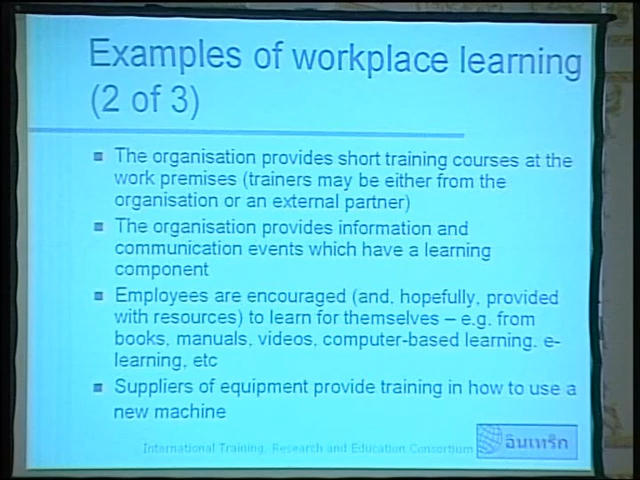 Examples of workplace learning
(2 of 3)
The organisation provides short training courses at the
work premises (trainers may be either from the
organisation or an external partner)
The organisation provides information and
communication events which have a learning
component
Employees are encouraged (and, hopefully, provided
with resources) to learn for themselves – e.g. from
books, manuals, videos, computer-based learning. e-
learning, etc
Suppliers of equipment provide training in how to use a
new machine
International Training, Research and Education Consortium
อินเทร็ก